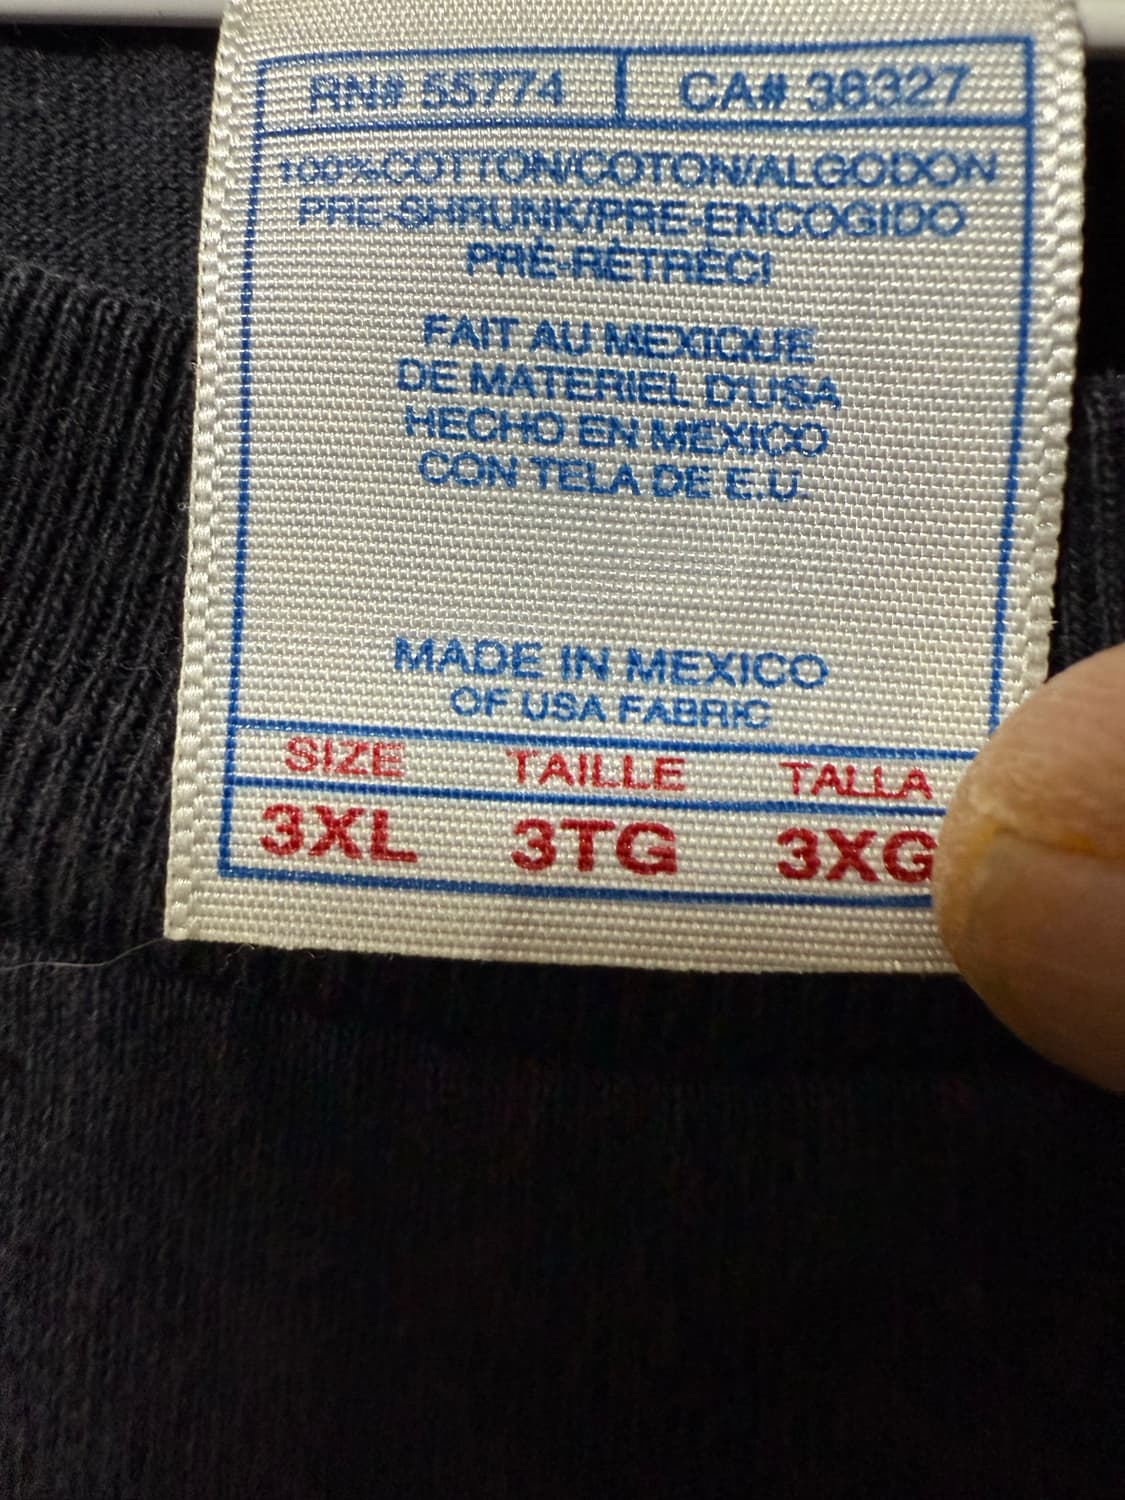 RN# 55774 CA# 38327
100%COTTON/COTON/ALGODON
PRE-SHRUNK/PRE-ENCOGIDO
PRÉ-RÉTRÉCI
FAIT AU MEXIQUE
DE MATERIEL D'USA
HECHO EN MEXICO
CON TELA DE E.U.
MADE IN MEXICO
OF USA FABRIC
SIZE TAILLE TALLA
3XL 3TG 3XG